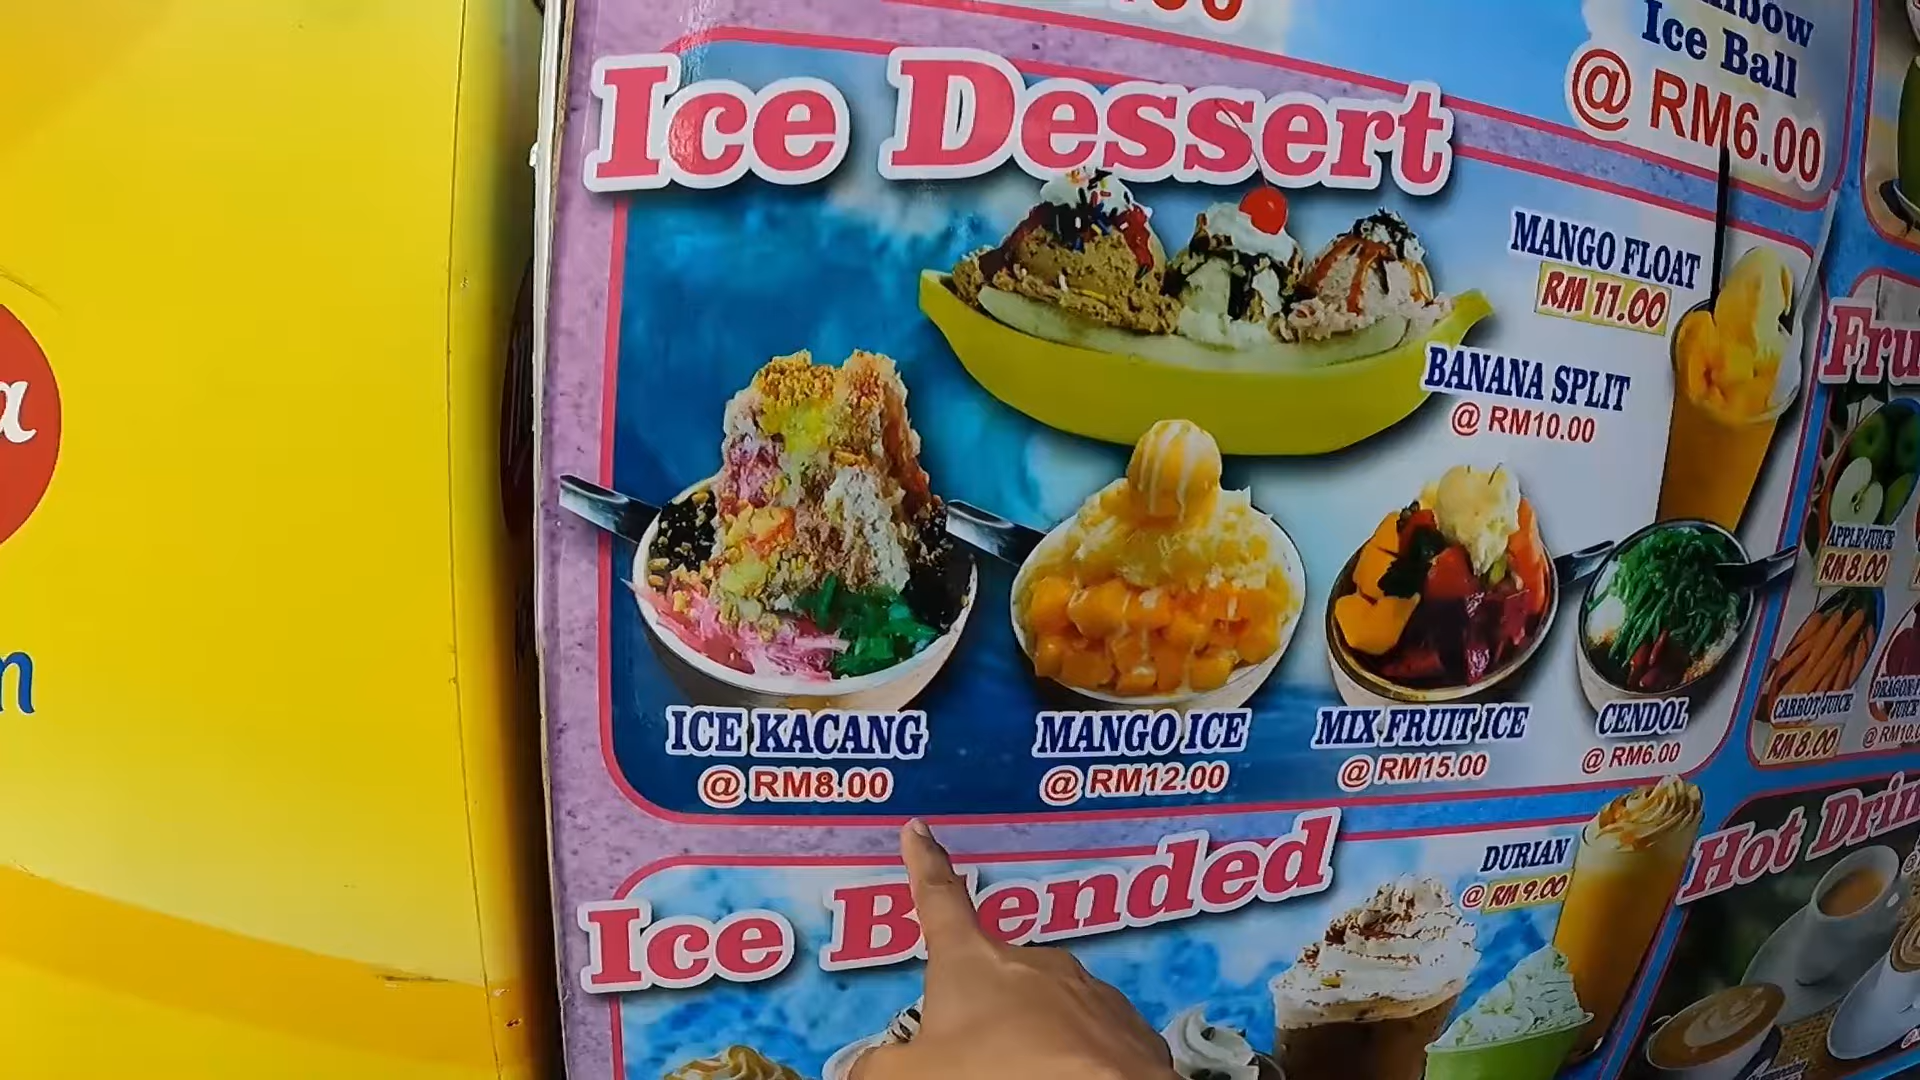 Ice Ball
@ RM6.00
Ice Dessert
MANGO FLOAT
RM 11.00
BANANA SPLIT
@ RM10.00
ICE KACANG
@ RM8.00
MANGO ICE
@ RM12.00
MIX FRUIT ICE
@ RM15.00
CENDOL
@ RM6.00
APPLE JUICE
RM 8.00
CARROT JUICE
RM 8.00
JUICE
Ice Blended
DURIAN
@ RM 9.00
Hot